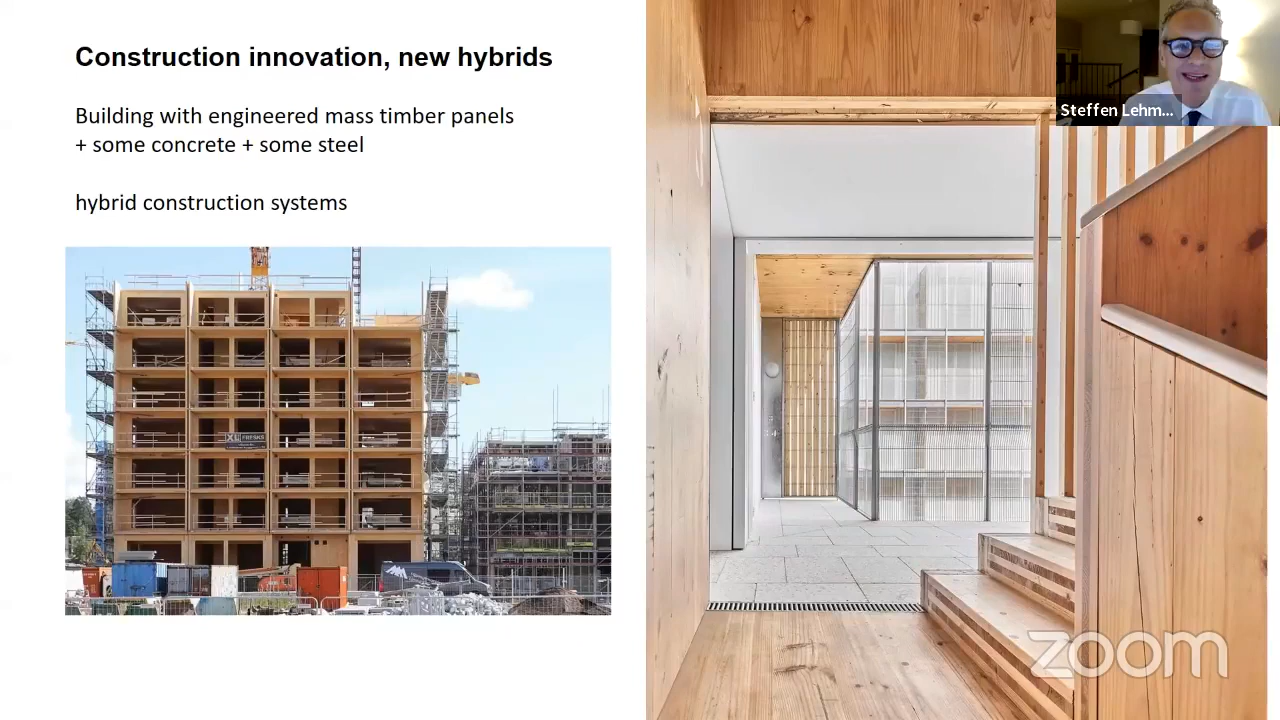 Construction innovation, new hybrids
Building with engineered mass timber panels
+ some concrete + some steel
hybrid construction systems
XL
Steffen Lehm...
zoom